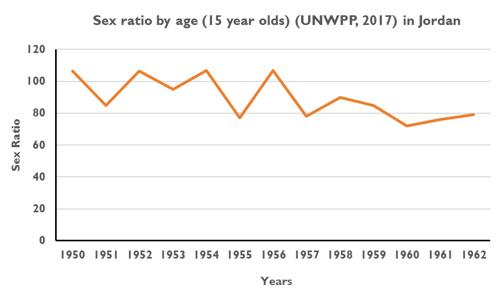 Sex ratio by age (15 year olds) (UNWPP, 2017) in Jordan
120
100
80
60
40
20
0
Sex Ratio
1950 1951 1952 1953 1954 1955 1956 1957 1958 1959 1960 1961 1962
Years